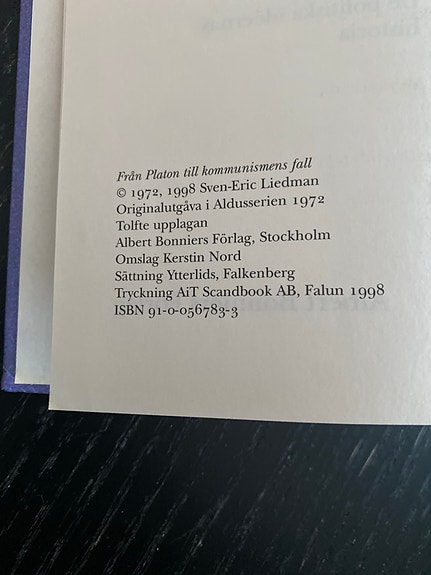 Från Platon till kommunismens fall
© 1972, 1998 Sven-Eric Liedman
Originalutgåva i Aldusserien 1972
Tolfte upplagan
Albert Bonniers Förlag, Stockholm
Omslag Kerstin Nord
Sättning Ytterlids, Falkenberg
Tryckning AiT Scandbook AB, Falun 1998
ISBN 91-0-056783-3